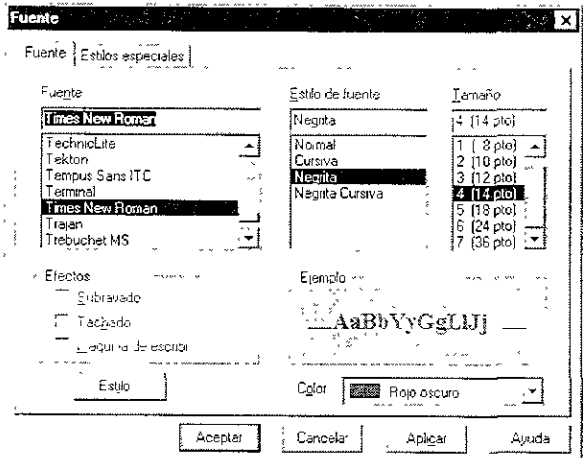 Fuente
Fuente Estilos especiales
Fuente
Times New Roman
TechnicLite
Tekton
Tempus Sans ITC
Terminal
Times New Roman
Trajan
Trebuchet MS
Estilo de fuente
Negrita
Normal
Cursiva
Negrita
Negrita Cursiva
Tamaño
4 (14 pto)
1 ( 8 pto)
2 (10 pto)
3 (12 pto)
4 (14 pto)
5 (18 pto)
6 (24 pto)
7 (36 pto)
Efectos
Subrayado
Tachado
Máquina de escribir
Estilo
Ejemplo
AaBbYyGgLlJj
Color Rojo oscuro
Aceptar Cancelar Aplicar Ayuda